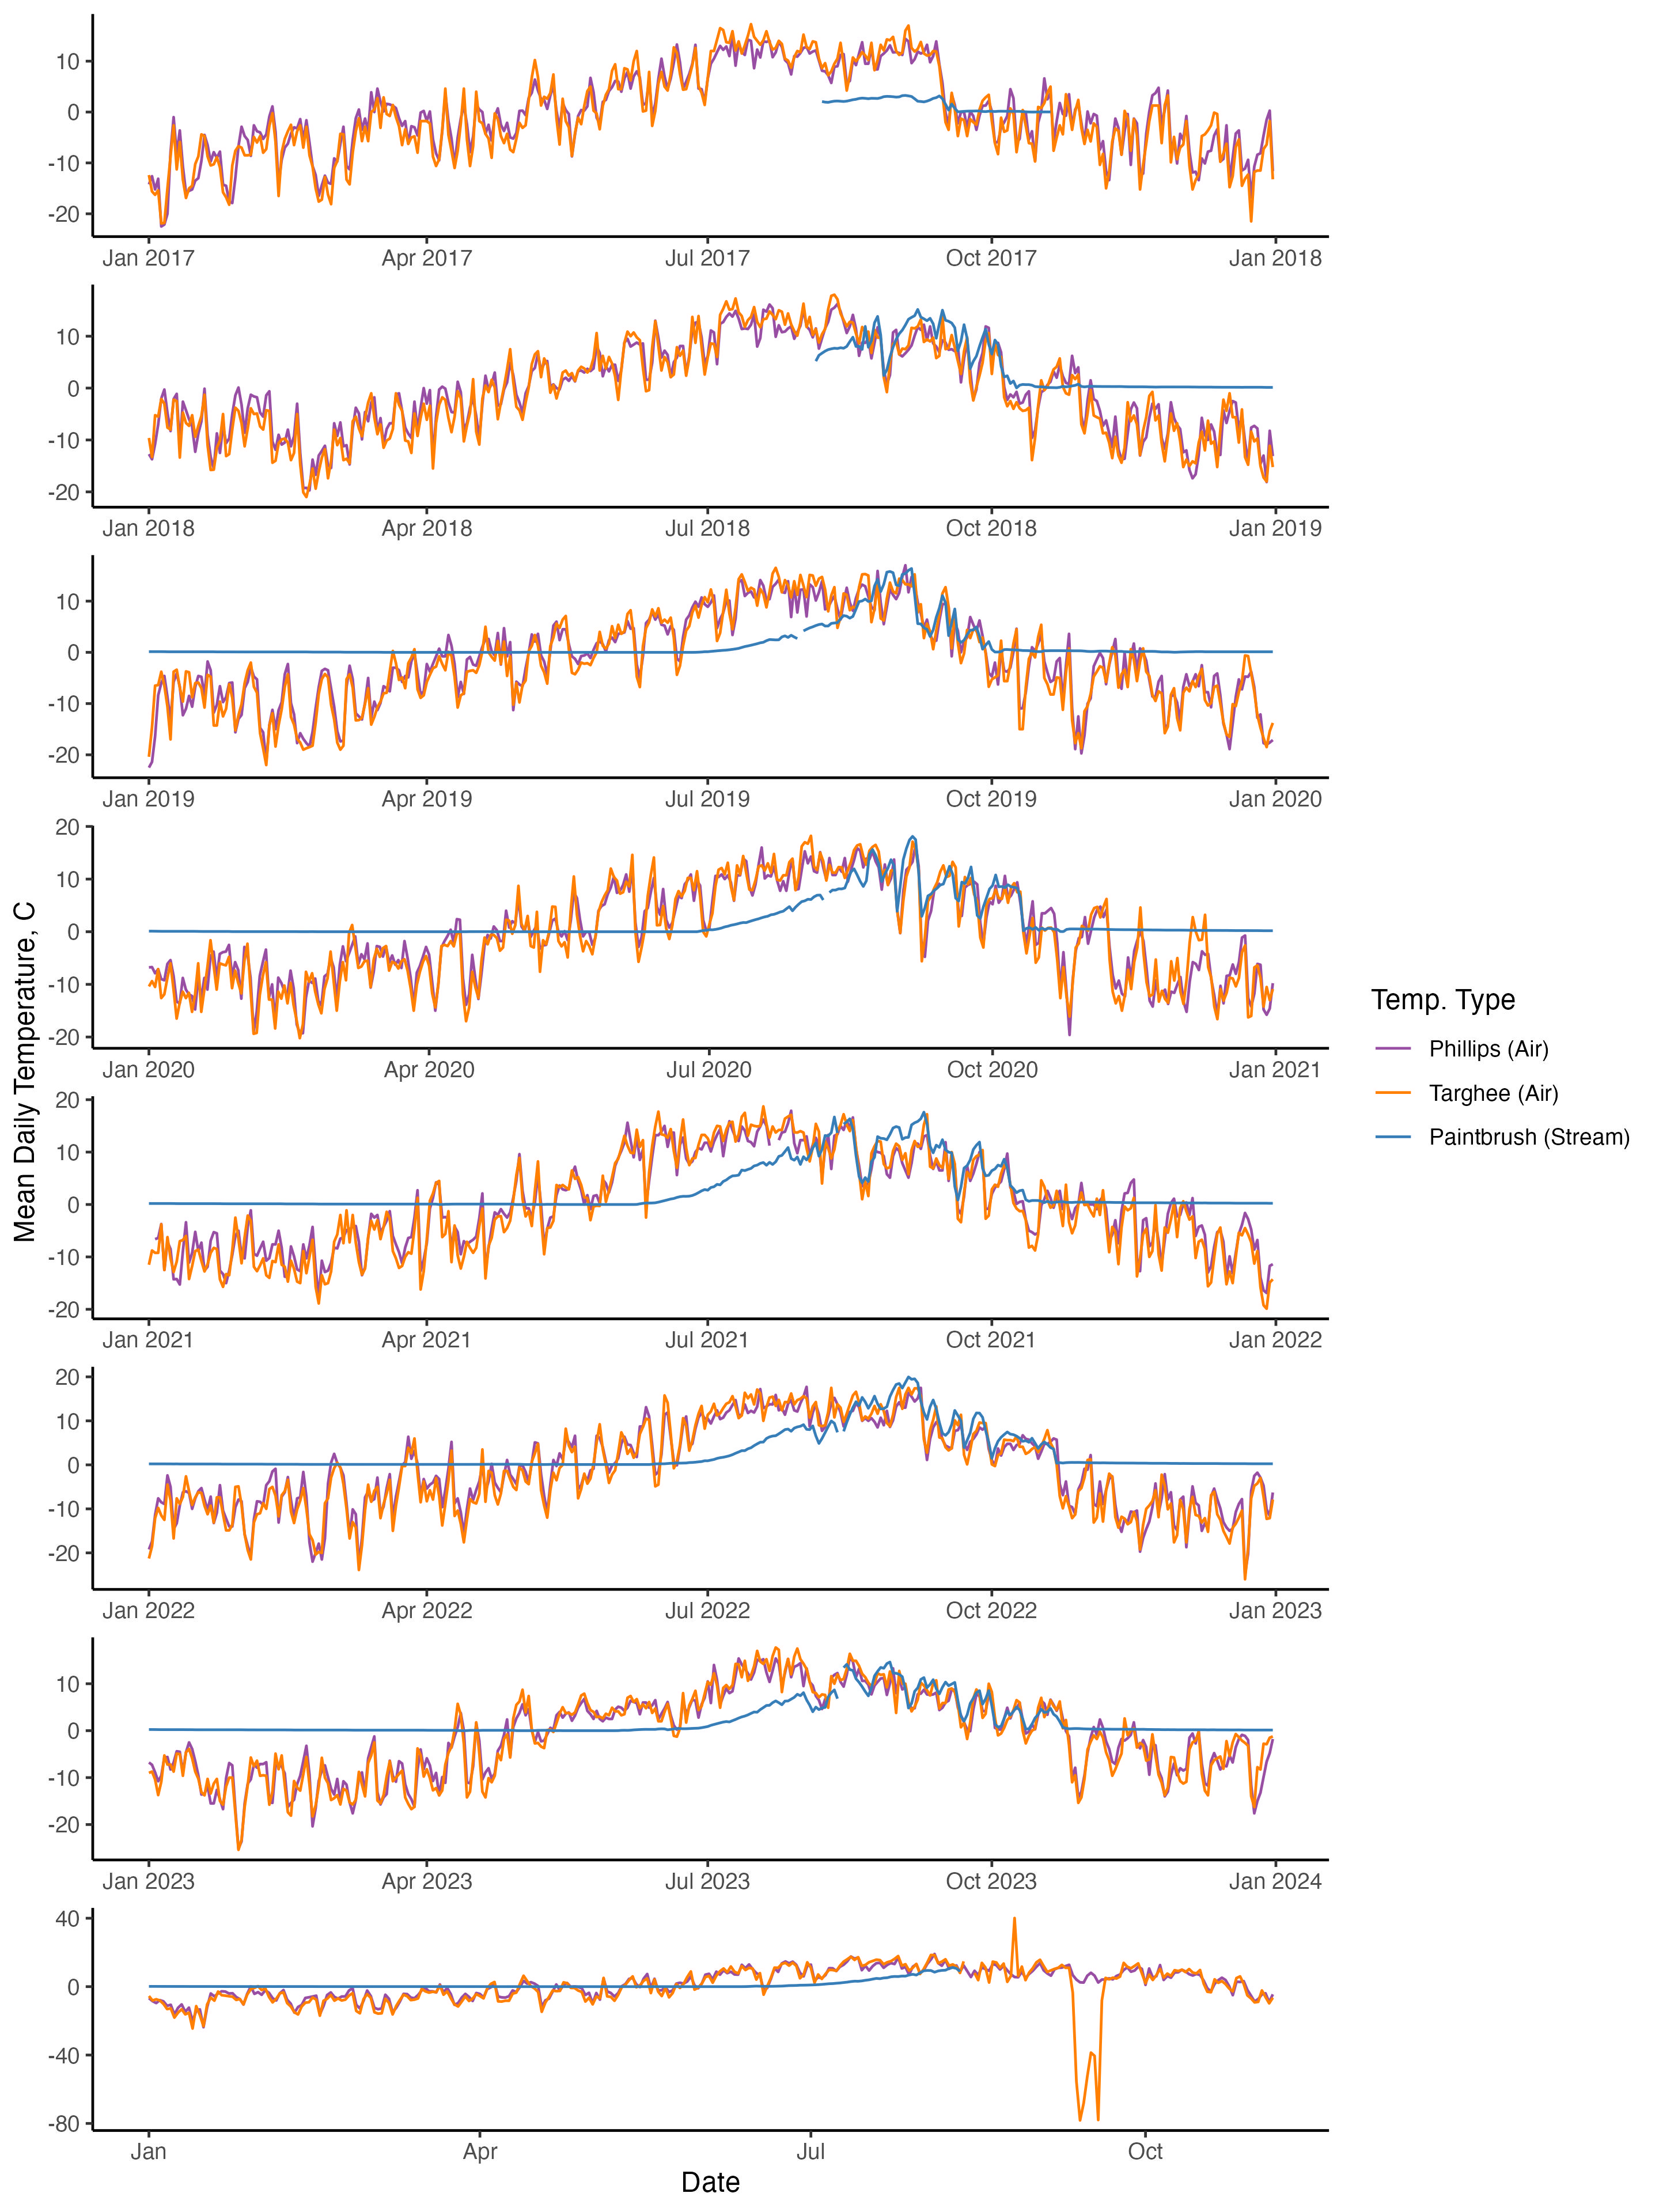 10
0
-10
-20
Jan 2017 Apr 2017 Jul 2017 Oct 2017 Jan 2018
10
0
-10
-20
Jan 2018 Apr 2018 Jul 2018 Oct 2018 Jan 2019
10
0
-10
-20
Jan 2019 Apr 2019 Jul 2019 Oct 2019 Jan 2020
20
10
0
-10
-20
Jan 2020 Apr 2020 Jul 2020 Oct 2020 Jan 2021
Mean Daily Temperature, C
20
10
0
-10
-20
Jan 2021 Apr 2021 Jul 2021 Oct 2021 Jan 2022
20
10
0
-10
-20
Jan 2022 Apr 2022 Jul 2022 Oct 2022 Jan 2023
10
0
-10
-20
Jan 2023 Apr 2023 Jul 2023 Oct 2023 Jan 2024
40
0
-40
-80
Jan Apr Jul Oct
Date
Temp. Type
Phillips (Air)
Targhee (Air)
Paintbrush (Stream)